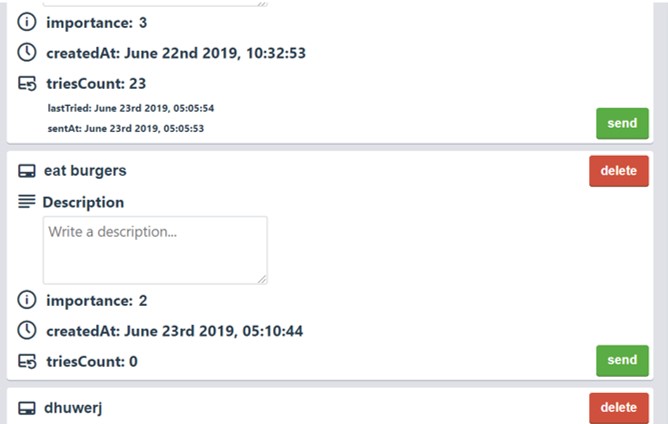 importance: 3
createdAt: June 22nd 2019, 10:32:53
triesCount: 23
lastTried: June 23rd 2019, 05:05:54
sentAt: June 23rd 2019, 05:05:53
send
eat burgers
delete
Description
Write a description...
importance: 2
createdAt: June 23rd 2019, 05:10:44
triesCount: 0
send
dhuwerj
delete